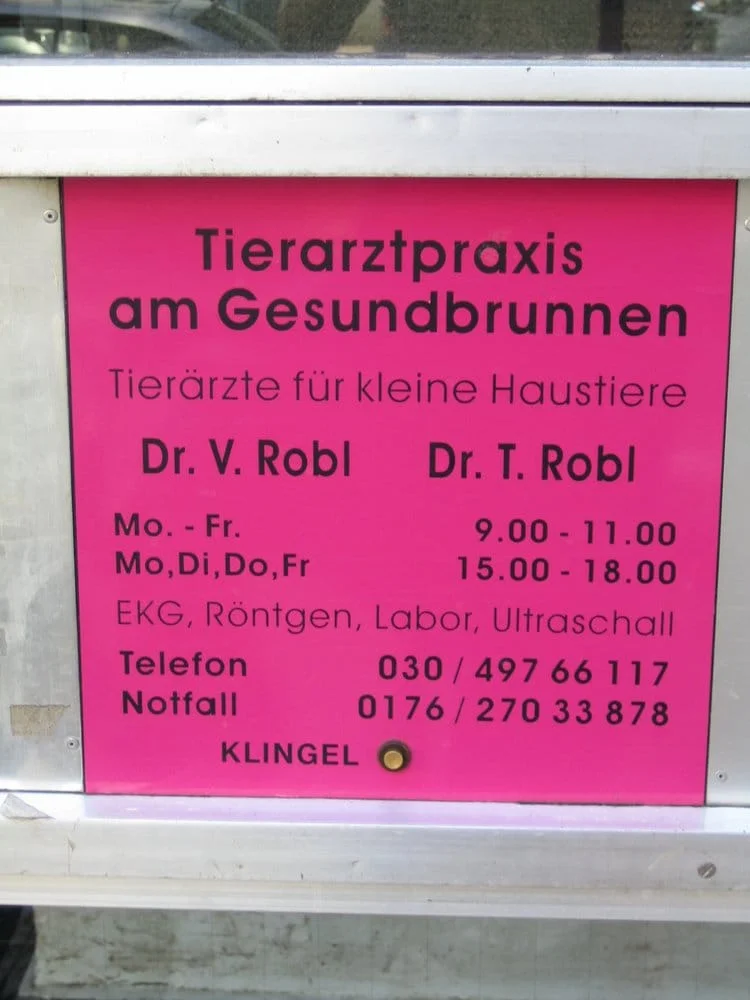 Tierarztpraxis
am Gesundbrunnen
Tierärzte für kleine Haustiere
Dr. V. Robl Dr. T. Robl
Mo. - Fr. 9.00 - 11.00
Mo,Di,Do,Fr 15.00 - 18.00
EKG, Röntgen, Labor, Ultraschall
Telefon 030 / 497 66 117
Notfall 0176 / 270 33 878
KLINGEL